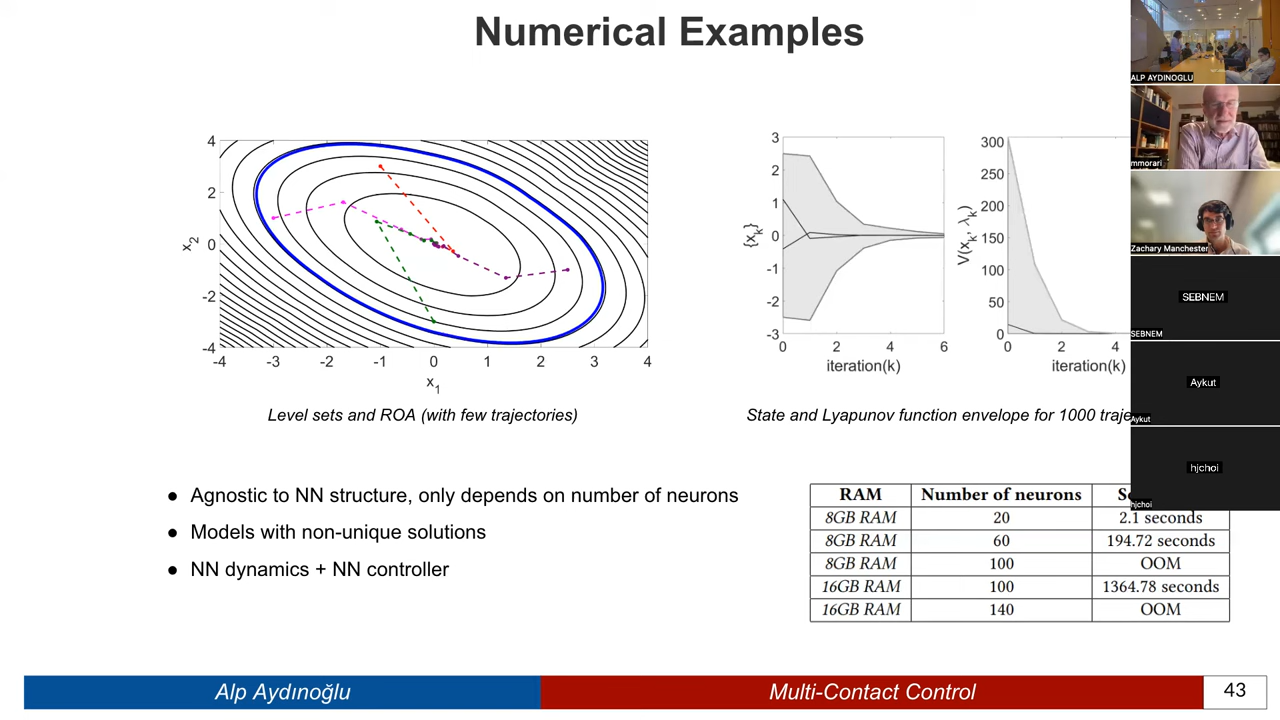 Numerical Examples
ALP AYDINOGLU
mmorari
Zachary Manchester
SEBNEM
SEBNEM
Aykut
Aykut
hjchoi
hjchoi
4
2
0
-2
-4
x2
-4 -3 -2 -1 0 1 2 3 4
x1
Level sets and ROA (with few trajectories)
3
2
1
0
-1
-2
-3
{xk}
0 2 4 6
iteration(k)
300
250
200
150
100
50
0
V(xk, λk)
0 2 4
iteration(k)
State and Lyapunov function envelope for 1000
● Agnostic to NN structure, only depends on number of neurons
● Models with non-unique solutions
● NN dynamics + NN controller
RAM Number of neurons
8GB RAM 20 2.1 seconds
8GB RAM 60 194.72 seconds
8GB RAM 100 OOM
16GB RAM 100 1364.78 seconds
16GB RAM 140 OOM
Alp Aydınoğlu
Multi-Contact Control
43